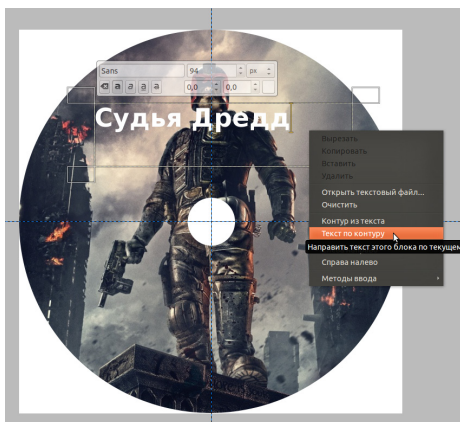 Sans
94
px
0,0
0,0
a a a a
Судья Дредд
Вырезать
Копировать
Вставить
Удалить
Открыть текстовый файл...
Очистить
Контур из текста
Текст по контуру
Направить текст этого блока по текущем
Справа налево
Методы ввода